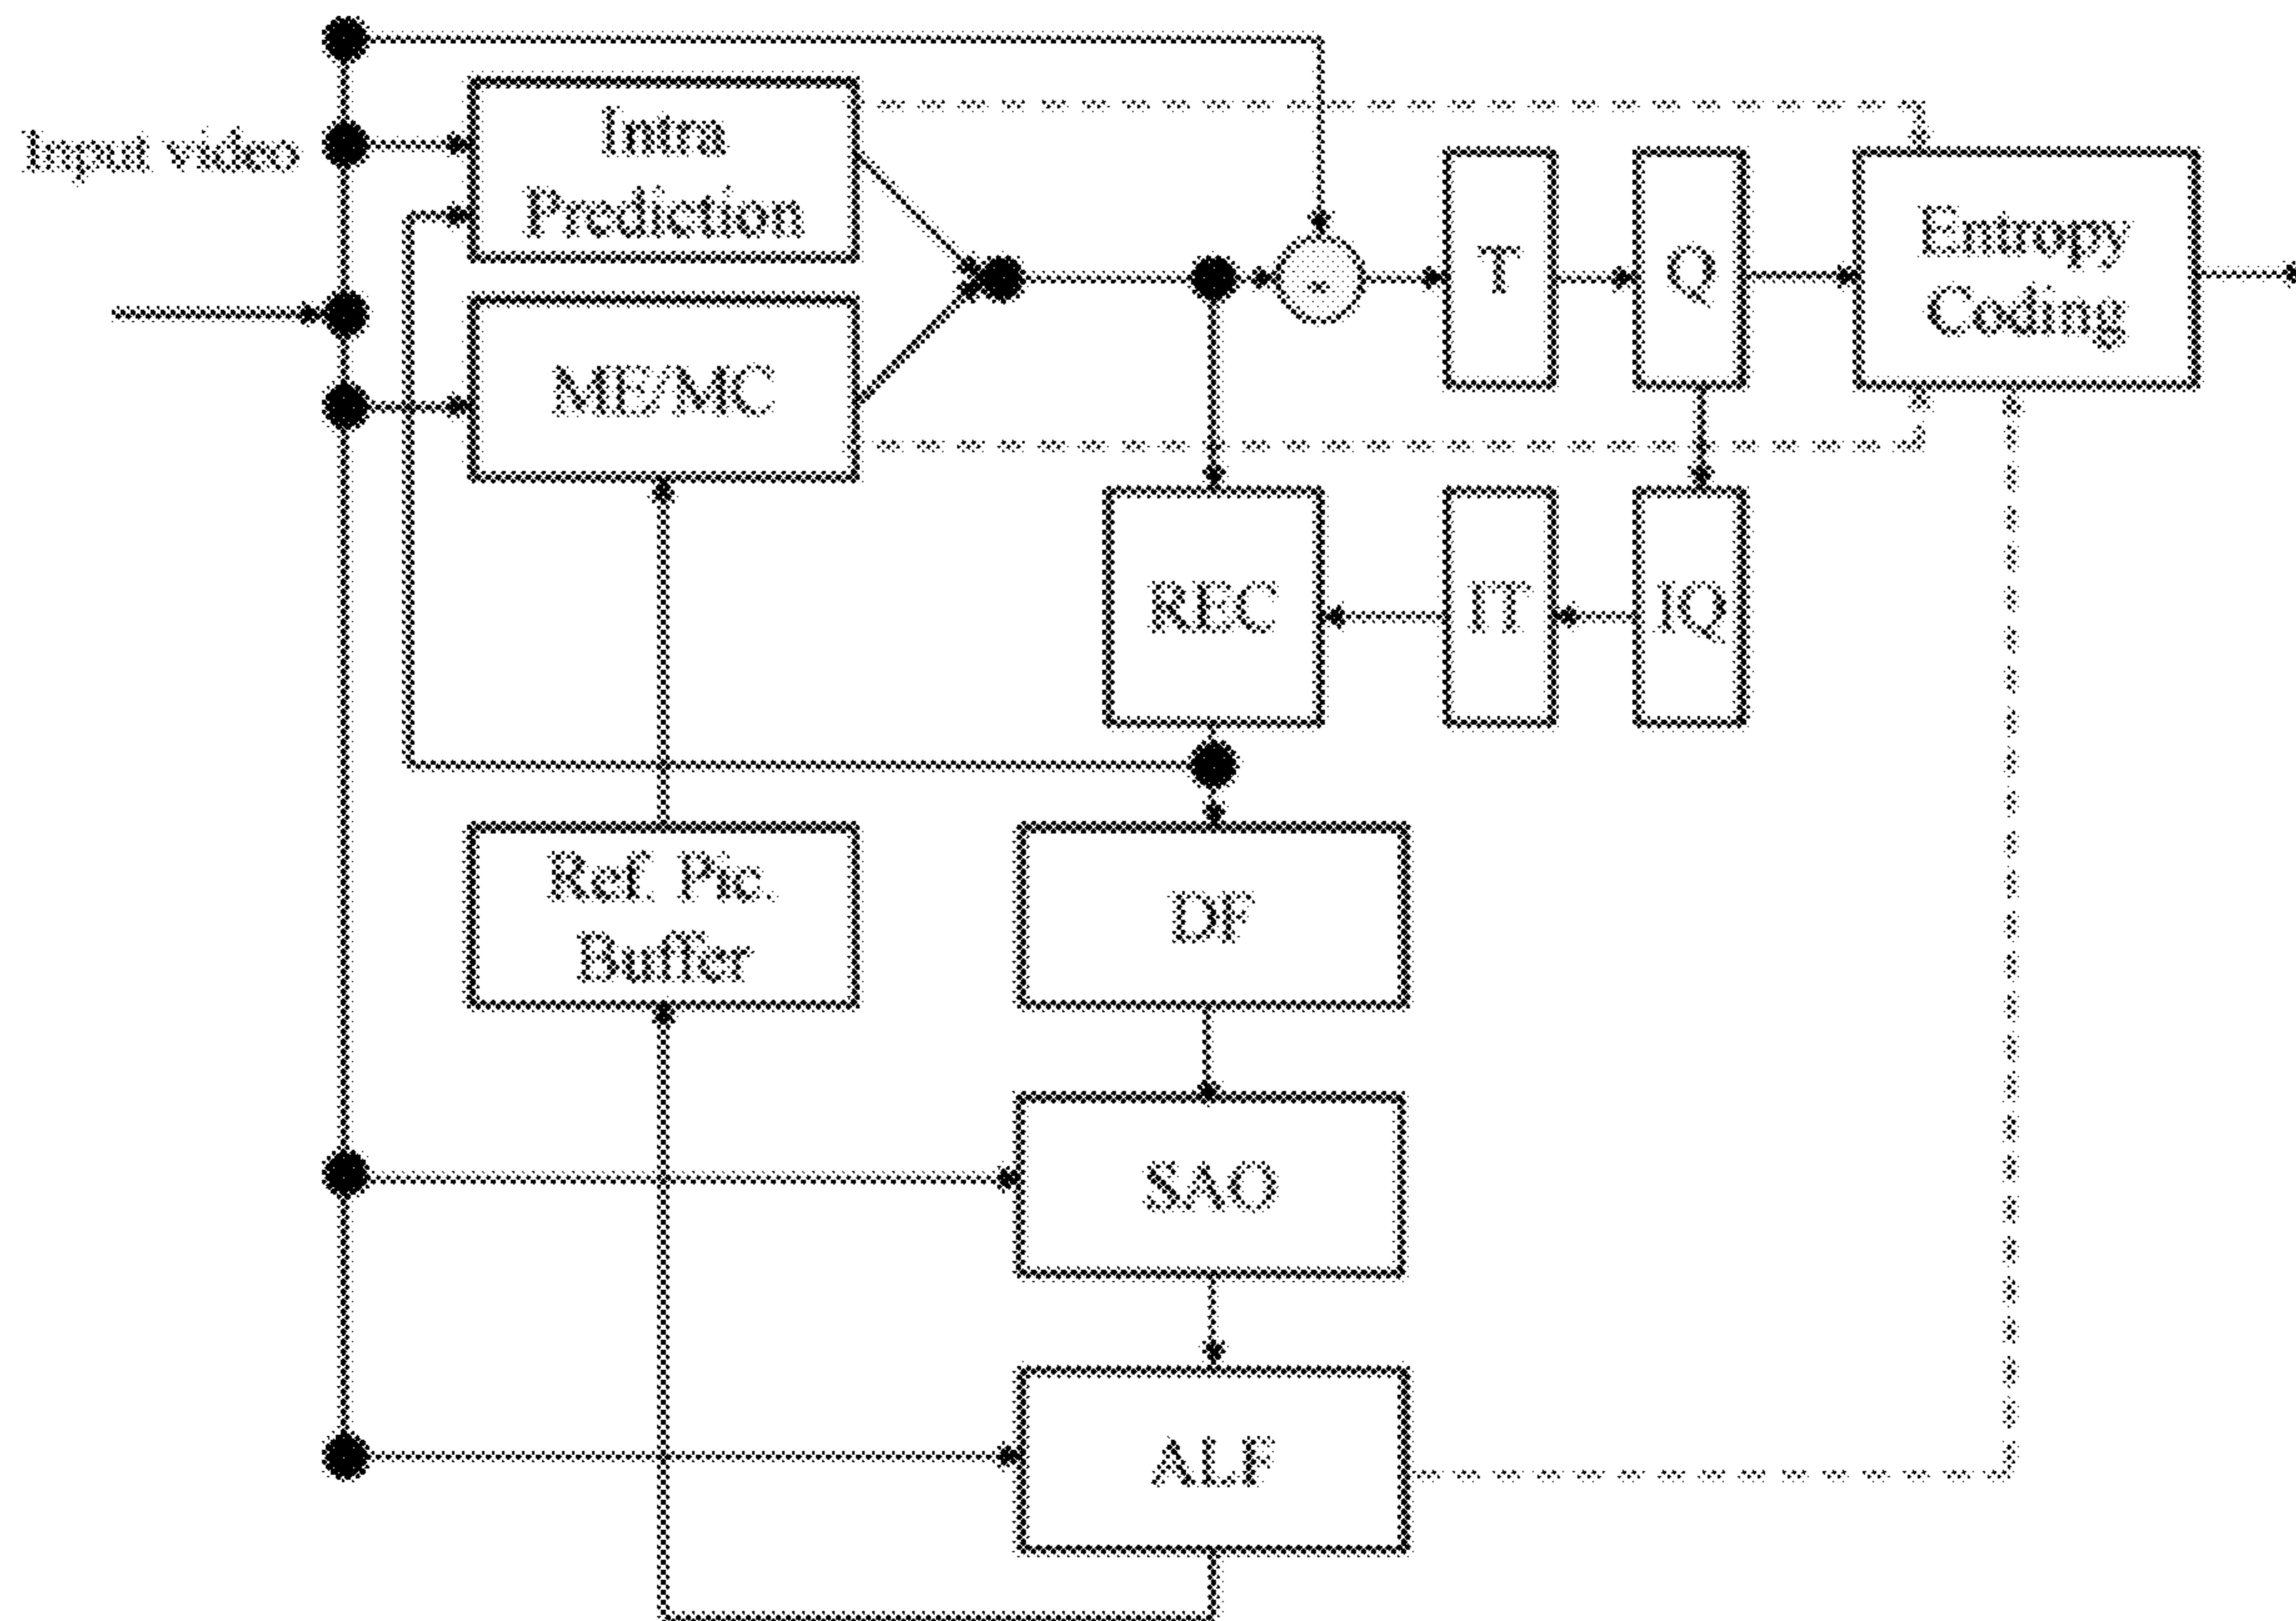 Input video
Intra
Prediction
ME/MC
-
T
Q
Entropy
Coding
REC
IT
IQ
Ref. Pic.
Buffer
DF
SAO
ALF